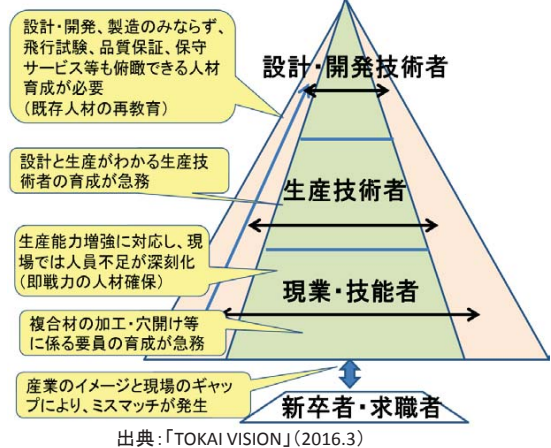 設計・開発、製造のみならず、
飛行試験、品質保証、保守
サービス等も俯瞰できる人材
育成が必要
(既存人材の再教育)
設計・開発技術者
設計と生産がわかる生産技
術者の育成が急務
生産技術者
生産能力増強に対応し、現
場では人員不足が深刻化
(即戦力の人材確保)
現業・技能者
複合材の加工・穴開け等
に係る要員の育成が急務
産業のイメージと現場のギャッ
プにより、ミスマッチが発生
新卒者・求職者
出典:「TOKAI VISION」(2016.3)